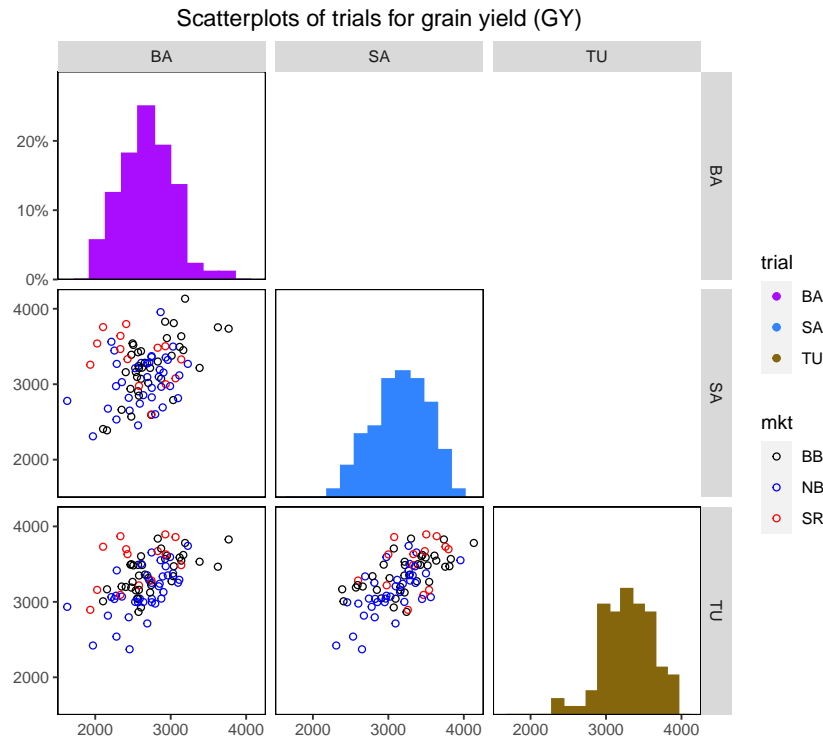 Scatterplots of trials for grain yield (GY)
BA SA TU
20%
10%
0%
BA
4000
3000
2000
SA
4000
3000
2000
TU
2000 3000 4000 2000 3000 4000 2000 3000 4000
trial
BA
SA
TU
mkt
BB
NB
SR